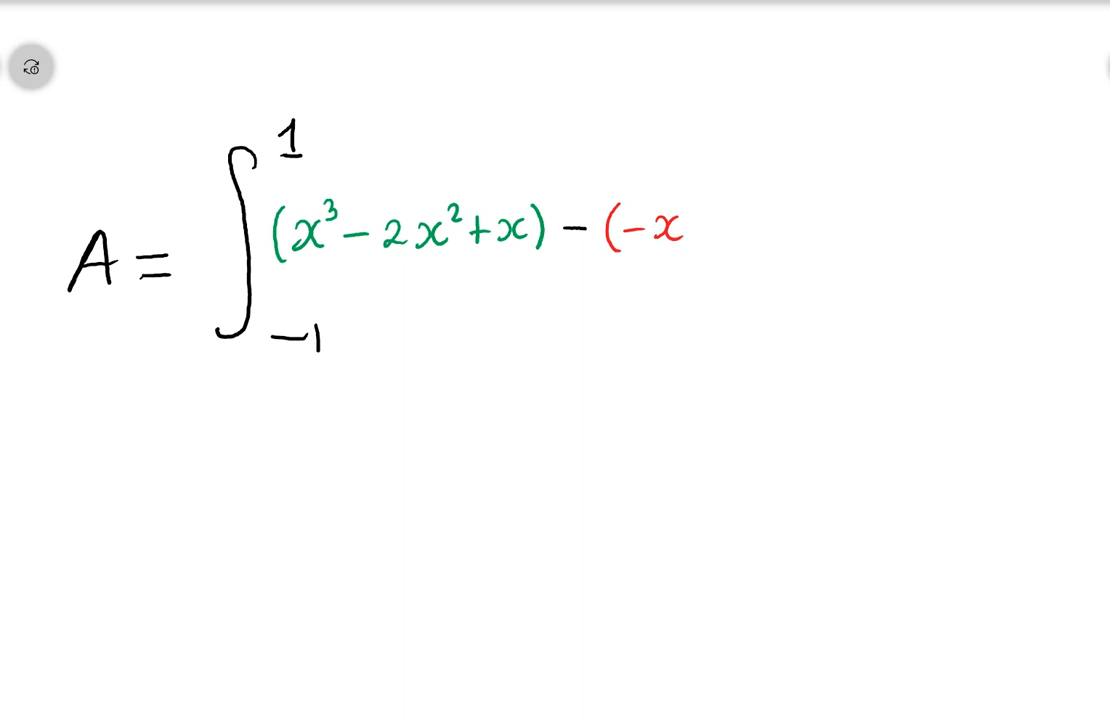 A = ∫_{-1}^{1} (x³ - 2x² + x) - (-x